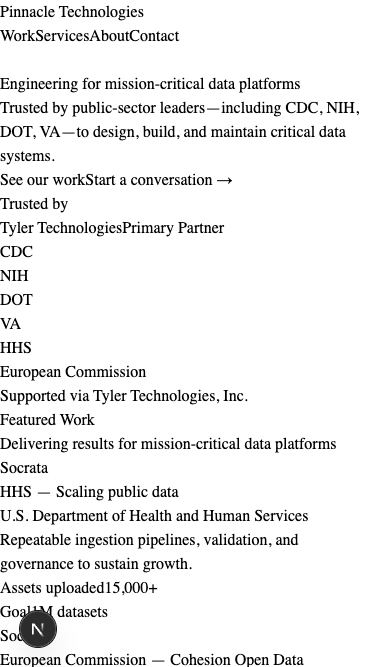 Pinnacle Technologies
WorkServicesAboutContact
Engineering for mission-critical data platforms
Trusted by public-sector leaders—including CDC, NIH,
DOT, VA—to design, build, and maintain critical data
systems.
See our workStart a conversation →
Trusted by
Tyler TechnologiesPrimary Partner
CDC
NIH
DOT
VA
HHS
European Commission
Supported via Tyler Technologies, Inc.
Featured Work
Delivering results for mission-critical data platforms
Socrata
HHS — Scaling public data
U.S. Department of Health and Human Services
Repeatable ingestion pipelines, validation, and
governance to sustain growth.
Assets uploaded15,000+
Goal1M datasets
N
European Commission — Cohesion Open Data